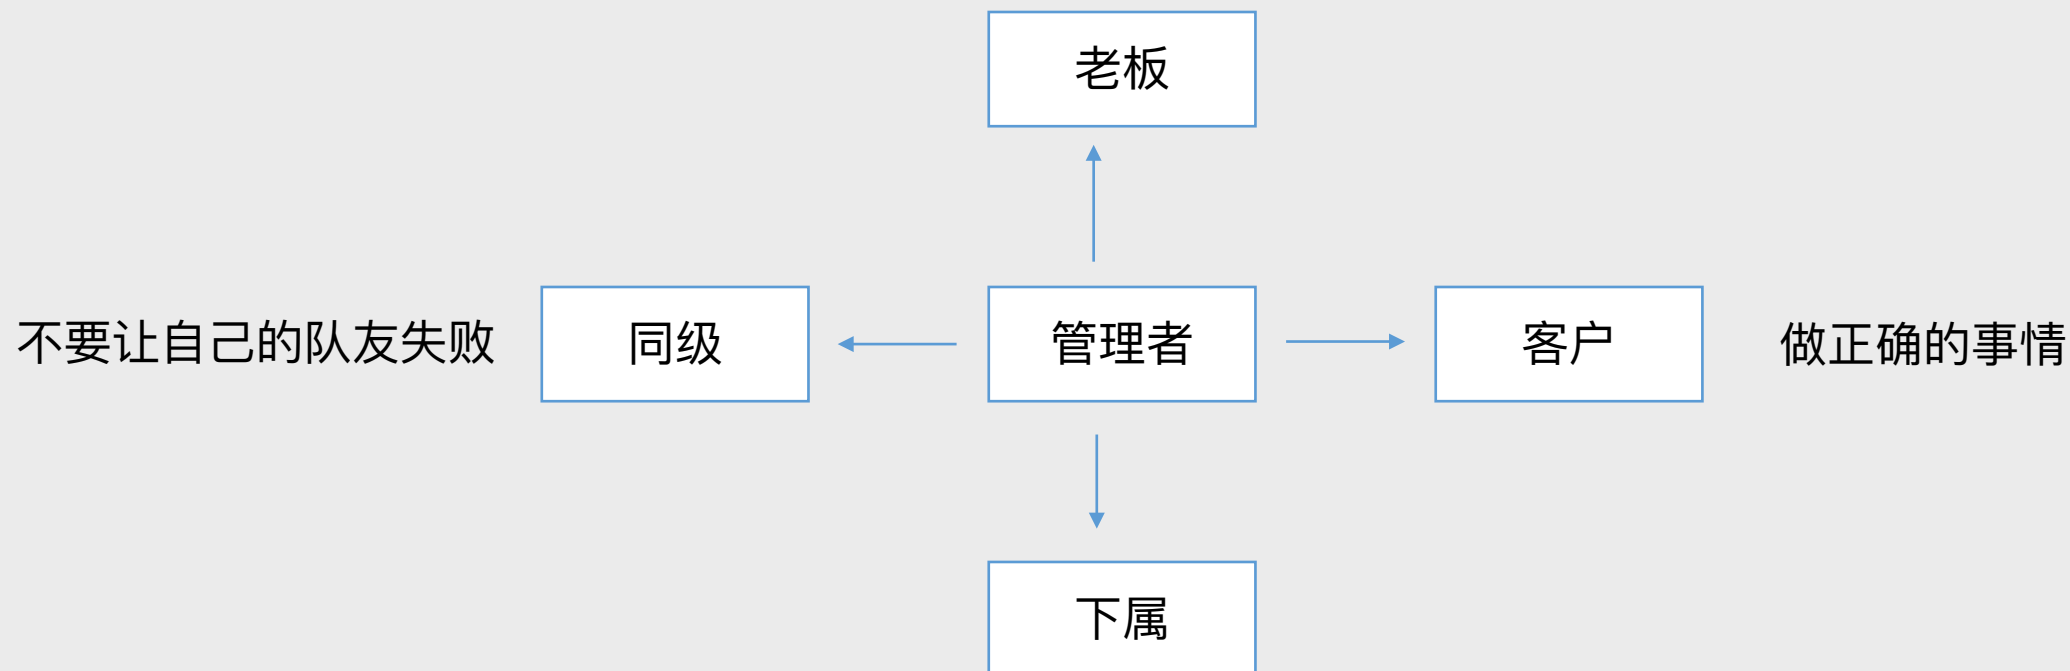 老板
不要让自己的队友失败
同级
管理者
客户
做正确的事情
下属